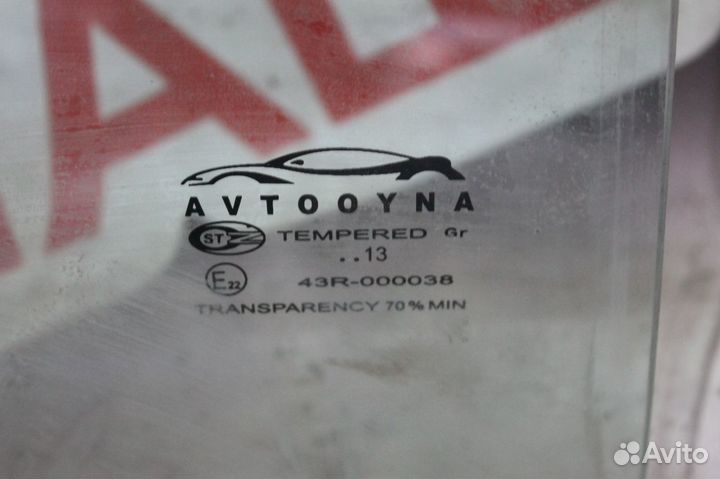 AVTOOYNA
ST TEMPERED Gr
..13
E22 43R-000038
TRANSPARENCY 70% MIN
Avito